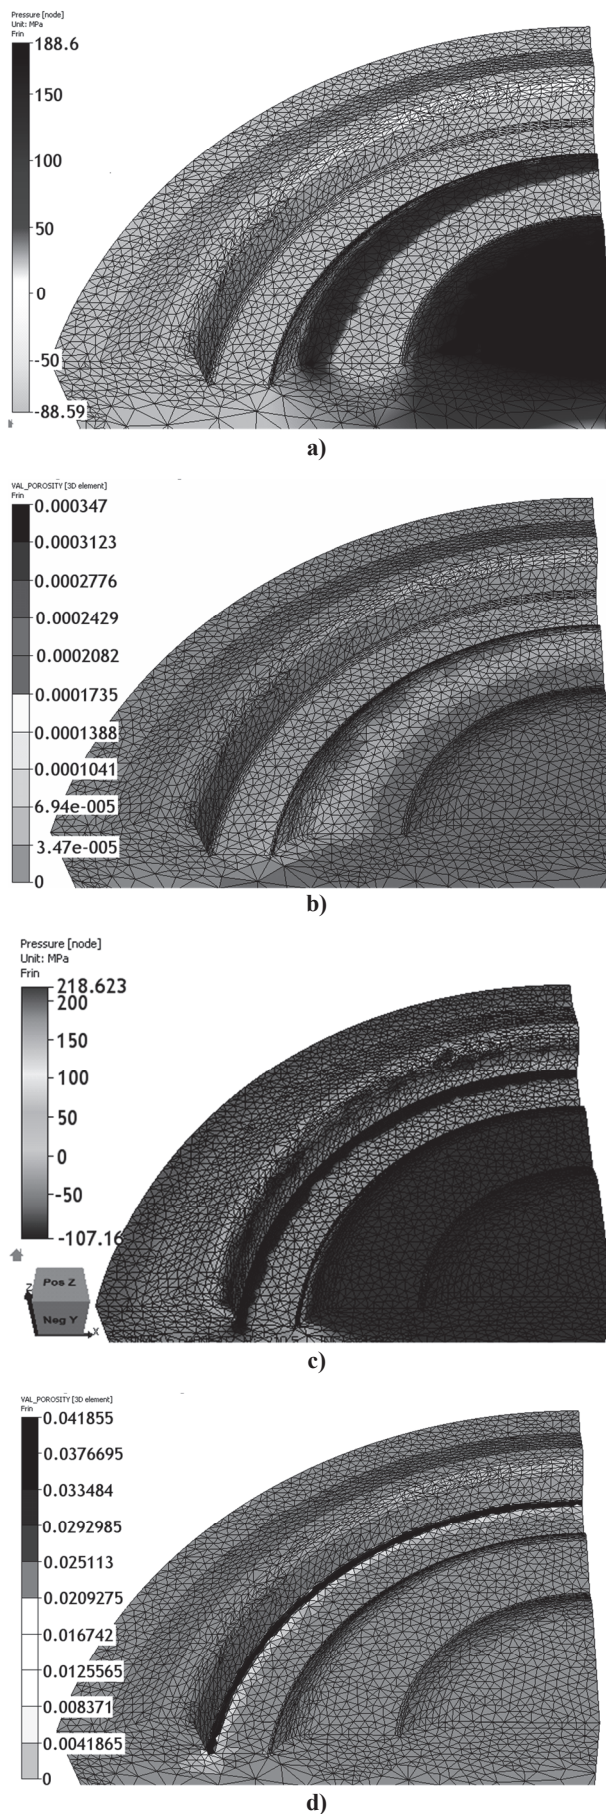 Pressure [node]
Unit: MPa
Frin
188.6
150
100
50
0
-50
-88.59
a)
VAL_POROSITY [3D element]
Frin
0.000347
0.0003123
0.0002776
0.0002429
0.0002082
0.0001735
0.0001388
0.0001041
6.94e-005
3.47e-005
0
b)
Pressure [node]
Unit: MPa
Frin
218.623
200
150
100
50
0
-50
-107.16
Pos Z
Z
Neg Y
X
c)
VAL_POROSITY [3D element]
Frin
0.041855
0.0376695
0.033484
0.0292985
0.025113
0.0209275
0.016742
0.0125565
0.008371
0.0041865
0
d)